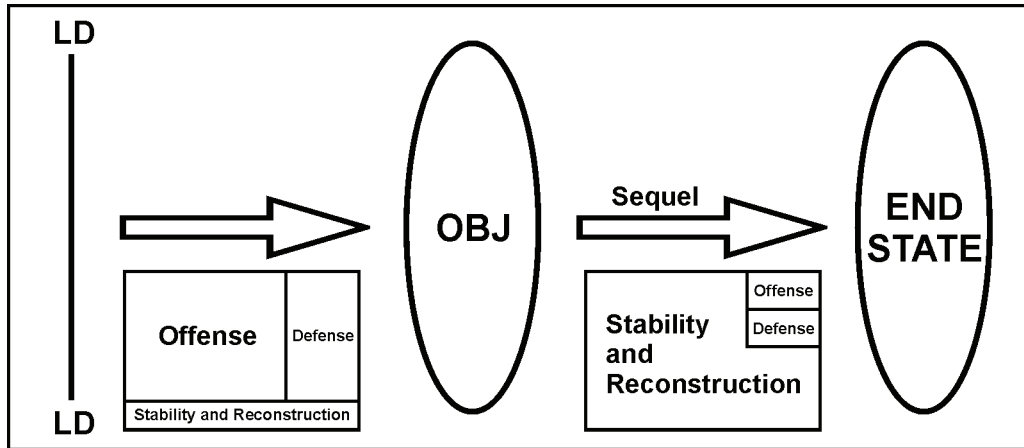 LD
LD
Offense
Defense
Stability and Reconstruction
OBJ
Sequel
Stability
and
Reconstruction
Offense
Defense
END
STATE